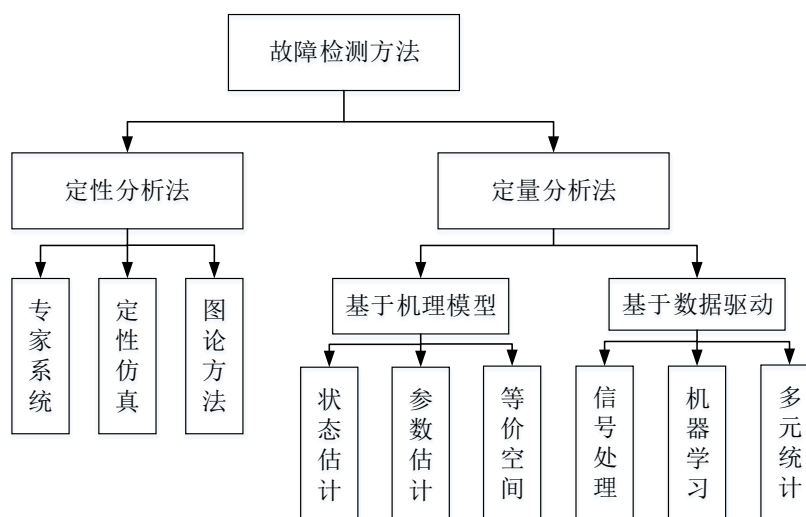 故障检测方法
定性分析法
定量分析法
专家系统
定性仿真
图论方法
基于机理模型
基于数据驱动
状态估计
参数估计
等价空间
信号处理
机器学习
多元统计